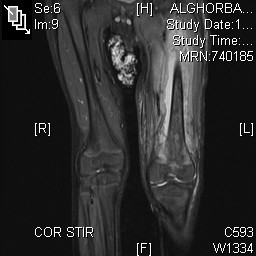 Se:6
Im:9
[H]
ALGHORBA...
Study Date:1...
Study Time:...
MRN:740185
[R]
[L]
COR STIR
[F]
C593
W1334